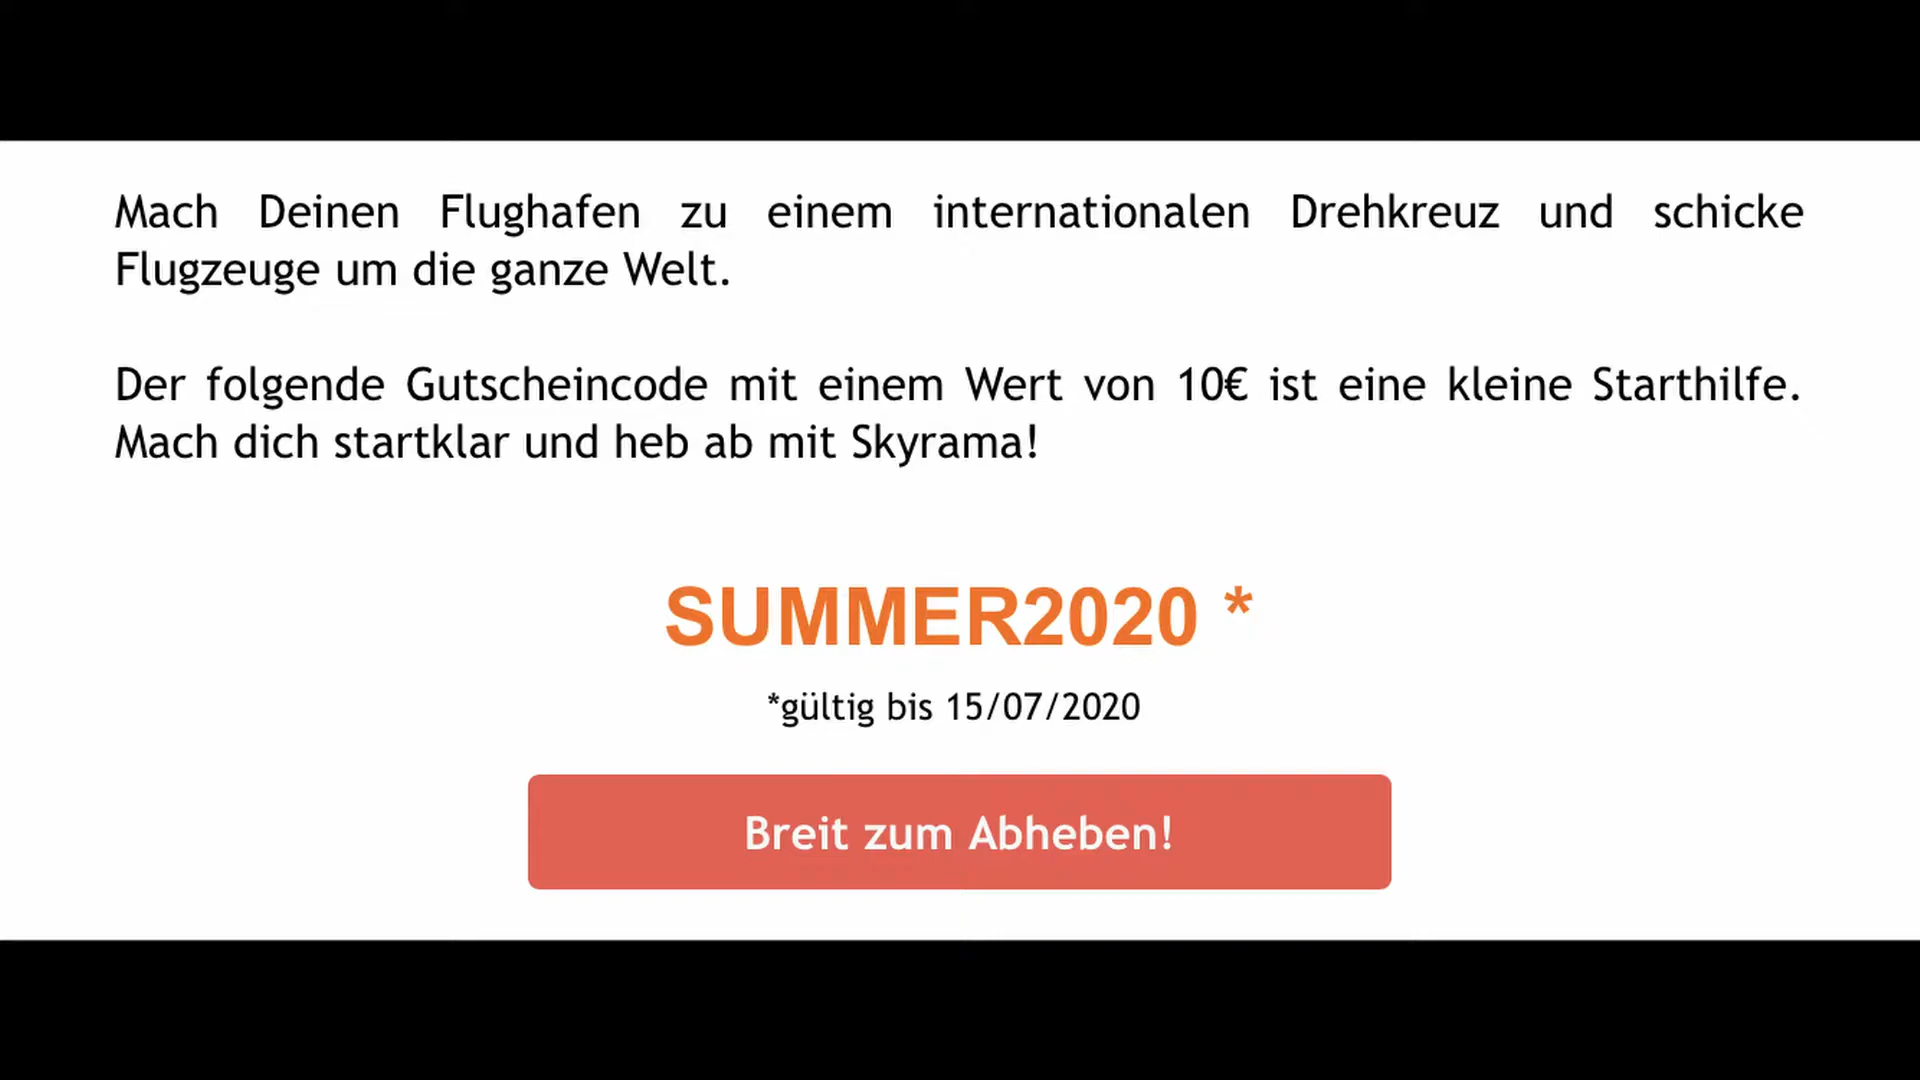 Mach Deinen Flughafen zu einem internationalen Drehkreuz und schicke
Flugzeuge um die ganze Welt.
Der folgende Gutscheincode mit einem Wert von 10€ ist eine kleine Starthilfe.
Mach dich startklar und heb ab mit Skyrama!
SUMMER2020 *
*gültig bis 15/07/2020
Breit zum Abheben!